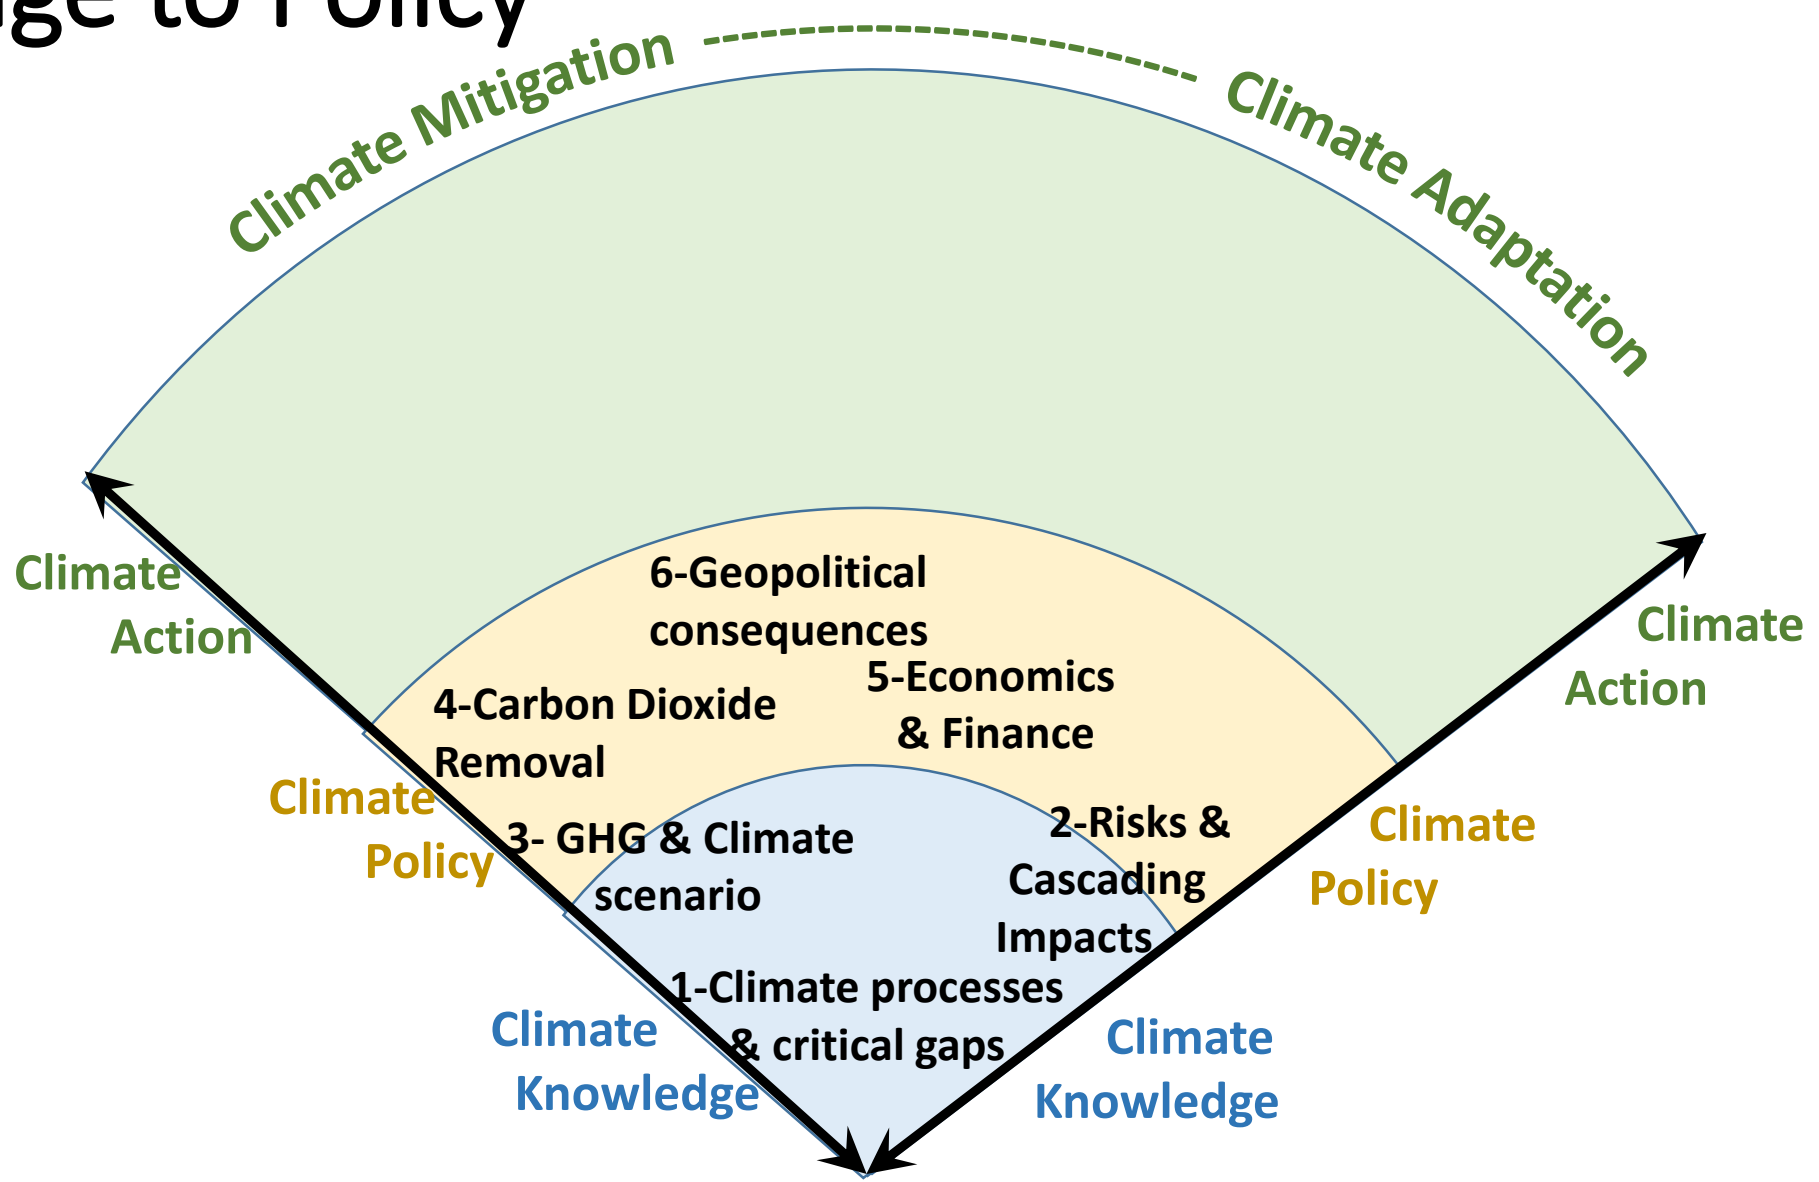 to Policy
Climate Mitigation
Climate Adaptation
Climate
Action
Climate
Action
6-Geopolitical
consequences
5-Economics
& Finance
4-Carbon Dioxide
Removal
Climate
Policy
Climate
Policy
3- GHG & Climate
scenario
2-Risks &
Cascading
Impacts
1-Climate processes
& critical gaps
Climate
Knowledge
Climate
Knowledge